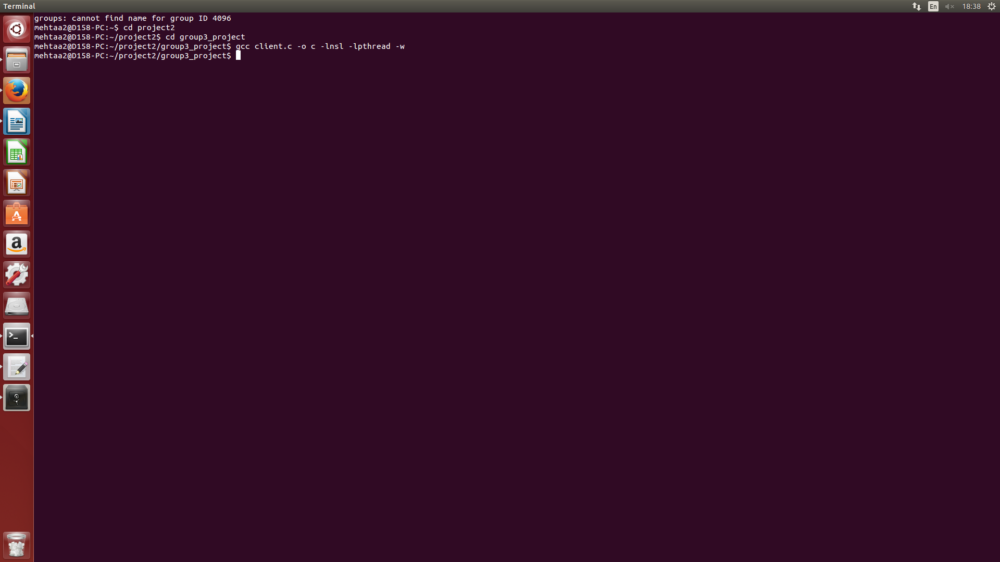 Terminal
En
18:38
groups: cannot find name for group ID 4096
mehtaa2@D158-PC:~$ cd project2
mehtaa2@D158-PC:~/project2$ cd group3_project
mehtaa2@D158-PC:~/project2/group3_project$ gcc client.c -o c -lnsl -lpthread -w
mehtaa2@D158-PC:~/project2/group3_project$